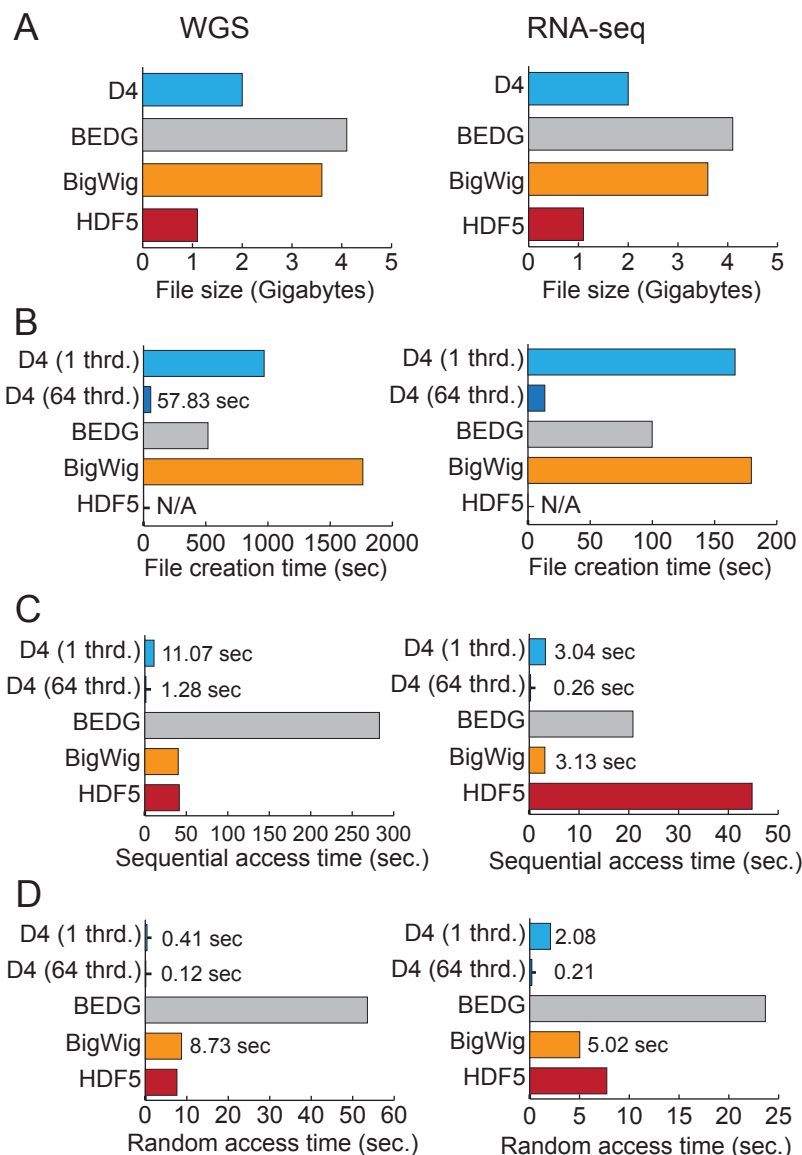 A
WGS
RNA-seq
D4
BEDG
BigWig
HDF5
0 1 2 3 4 5
File size (Gigabytes)
D4
BEDG
BigWig
HDF5
0 1 2 3 4 5
File size (Gigabytes)
B
D4 (1 thrd.)
D4 (64 thrd.) 57.83 sec
BEDG
BigWig
HDF5 N/A
0 500 1000 1500 2000
File creation time (sec)
D4 (1 thrd.)
D4 (64 thrd.)
BEDG
BigWig
HDF5 N/A
0 50 100 150 200
File creation time (sec)
C
D4 (1 thrd.) 11.07 sec
D4 (64 thrd.) 1.28 sec
BEDG
BigWig
HDF5
0 50 100 150 200 250 300
Sequential access time (sec.)
D4 (1 thrd.) 3.04 sec
D4 (64 thrd.) 0.26 sec
BEDG
BigWig 3.13 sec
HDF5
0 10 20 30 40 50
Sequential access time (sec.)
D
D4 (1 thrd.) 0.41 sec
D4 (64 thrd.) 0.12 sec
BEDG
BigWig 8.73 sec
HDF5
0 10 20 30 40 50 60
Random access time (sec.)
D4 (1 thrd.) 2.08
D4 (64 thrd.) 0.21
BEDG
BigWig 5.02 sec
HDF5
0 5 10 15 20 25
Random access time (sec.)